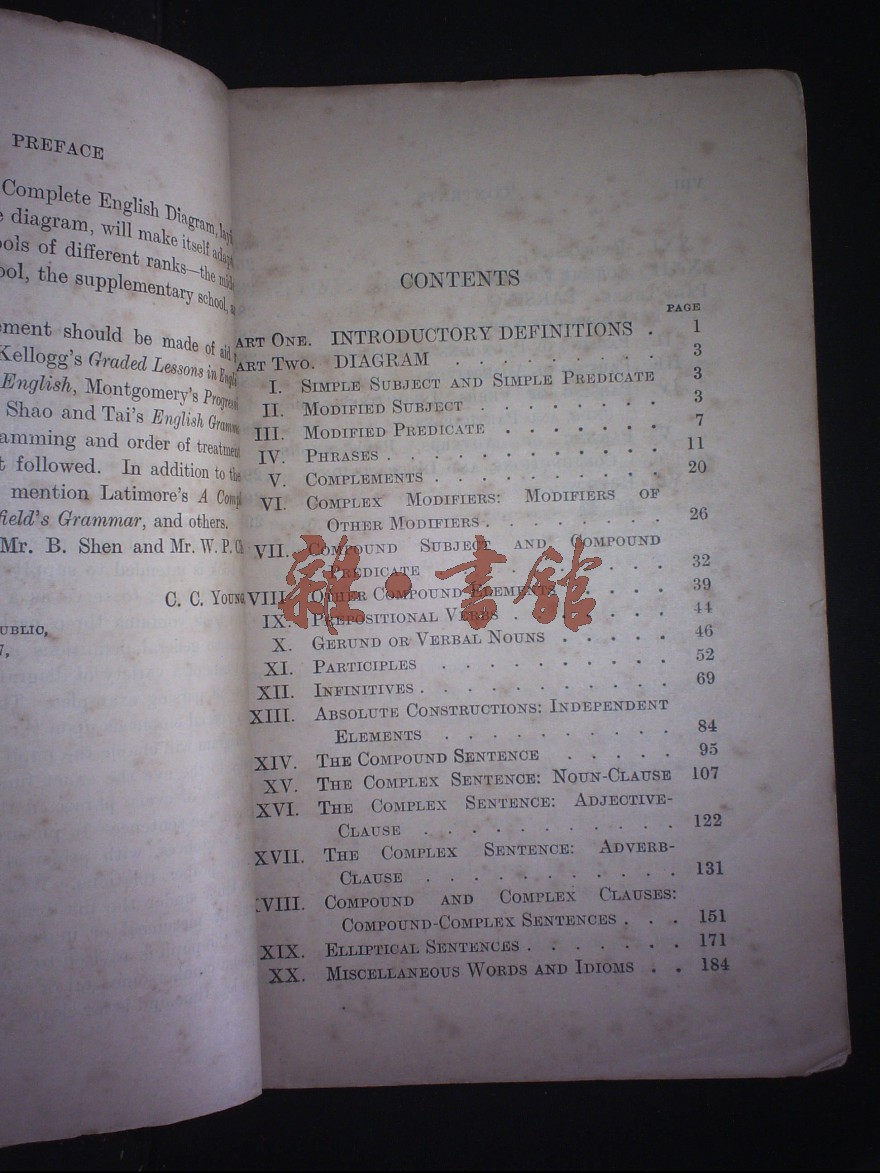 PREFACE
Complete English Diagram,
diagram, will make itself
of different ranks—the
the supplementary school,
should be made of aid
Kellogg's Graded Lessons in
English, Montgomery's
Shao and Tai's English
and order of treatment
followed. In addition to the
mention Latimore's A
Grammar, and others.
Mr. B. Shen and Mr. W. P.
C. C. YOUNG
CONTENTS
PAGE
ART ONE. INTRODUCTORY DEFINITIONS . 1
ART TWO. DIAGRAM . . . . . . . . . 3
I. SIMPLE SUBJECT AND SIMPLE PREDICATE 3
II. MODIFIED SUBJECT . . . . . . . . 3
III. MODIFIED PREDICATE . . . . . . . 7
IV. PHRASES . . . . . . . . . . . . 11
V. COMPLEMENTS . . . . . . . . . . 20
VI. COMPLEX MODIFIERS: MODIFIERS OF
OTHER MODIFIERS . . . . . . . . 26
VII. COMPOUND SUBJECT AND COMPOUND
PREDICATE . . . . . . . . . . 32
VIII. OTHER COMPOUND ELEMENTS . . . . . 39
IX. PREPOSITIONAL VERBS . . . . . . . 44
X. GERUND OR VERBAL NOUNS . . . . . 46
XI. PARTICIPLES . . . . . . . . . . 52
XII. INFINITIVES . . . . . . . . . . . 69
XIII. ABSOLUTE CONSTRUCTIONS: INDEPENDENT
ELEMENTS . . . . . . . . . . 84
XIV. THE COMPOUND SENTENCE . . . . . 95
XV. THE COMPLEX SENTENCE: NOUN-CLAUSE 107
XVI. THE COMPLEX SENTENCE: ADJECTIVE-
CLAUSE . . . . . . . . . . . 122
XVII. THE COMPLEX SENTENCE: ADVERB-
CLAUSE . . . . . . . . . . . 131
XVIII. COMPOUND AND COMPLEX CLAUSES:
COMPOUND-COMPLEX SENTENCES . . . 151
XIX. ELLIPTICAL SENTENCES . . . . . . . 171
XX. MISCELLANEOUS WORDS AND IDIOMS . . 184
雜·書館